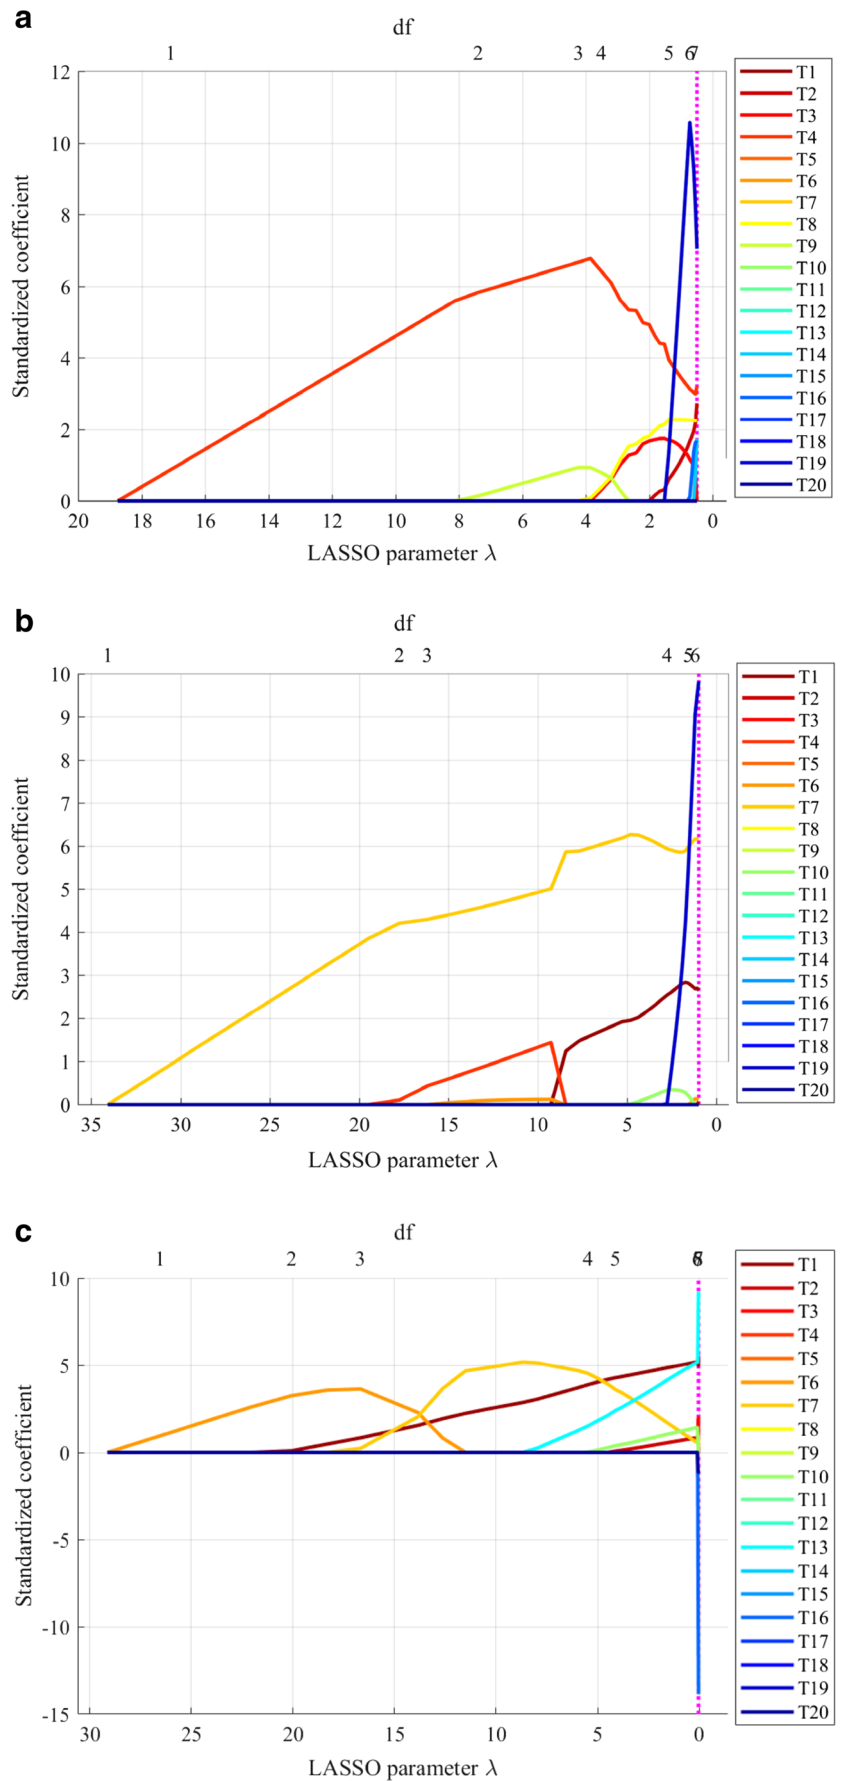 a
df
1 2 3 4 5 6 7
12
10
8
6
4
2
0
Standardized coefficient
20 18 16 14 12 10 8 6 4 2 0
LASSO parameter λ
T1
T2
T3
T4
T5
T6
T7
T8
T9
T10
T11
T12
T13
T14
T15
T16
T17
T18
T19
T20
b
df
1 2 3 4 5 6
10
9
8
7
6
5
4
3
2
1
0
Standardized coefficient
35 30 25 20 15 10 5 0
LASSO parameter λ
T1
T2
T3
T4
T5
T6
T7
T8
T9
T10
T11
T12
T13
T14
T15
T16
T17
T18
T19
T20
c
df
1 2 3 4 5
10
5
0
-5
-10
-15
Standardized coefficient
30 25 20 15 10 5 0
LASSO parameter λ
T1
T2
T3
T4
T5
T6
T7
T8
T9
T10
T11
T12
T13
T14
T15
T16
T17
T18
T19
T20